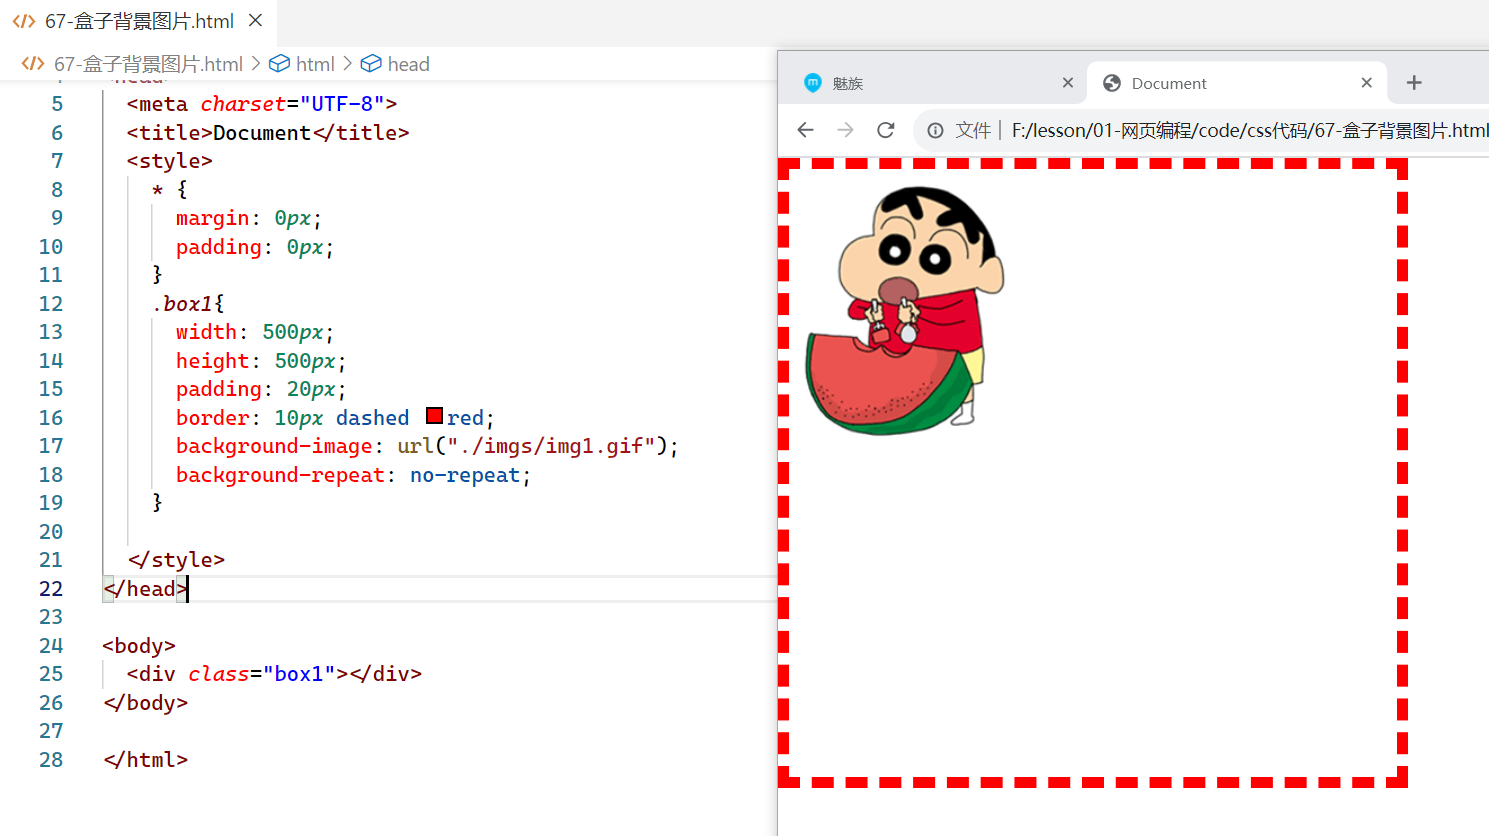 67-盒子背景图片.html
67-盒子背景图片.html > html > head
5 <meta charset="UTF-8">
6 <title>Document</title>
7 <style>
8 * {
9 margin: 0px;
10 padding: 0px;
11 }
12 .box1{
13 width: 500px;
14 height: 500px;
15 padding: 20px;
16 border: 10px dashed red;
17 background-image: url("./imgs/img1.gif");
18 background-repeat: no-repeat;
19 }
20
21 </style>
22 </head>
23
24 <body>
25 <div class="box1"></div>
26 </body>
27
28 </html>
魅族
Document
文件 | F:/lesson/01-网页编程/code/css代码/67-盒子背景图片.html